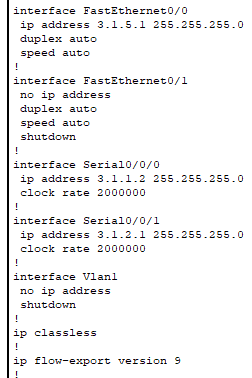 interface FastEthernet0/0
 ip address 3.1.5.1 255.255.255.0
 duplex auto
 speed auto
!
interface FastEthernet0/1
 no ip address
 duplex auto
 speed auto
 shutdown
!
interface Serial0/0/0
 ip address 3.1.1.2 255.255.255.0
 clock rate 2000000
!
interface Serial0/0/1
 ip address 3.1.2.1 255.255.255.0
 clock rate 2000000
!
interface Vlan1
 no ip address
 shutdown
!
ip classless
!
ip flow-export version 9
!